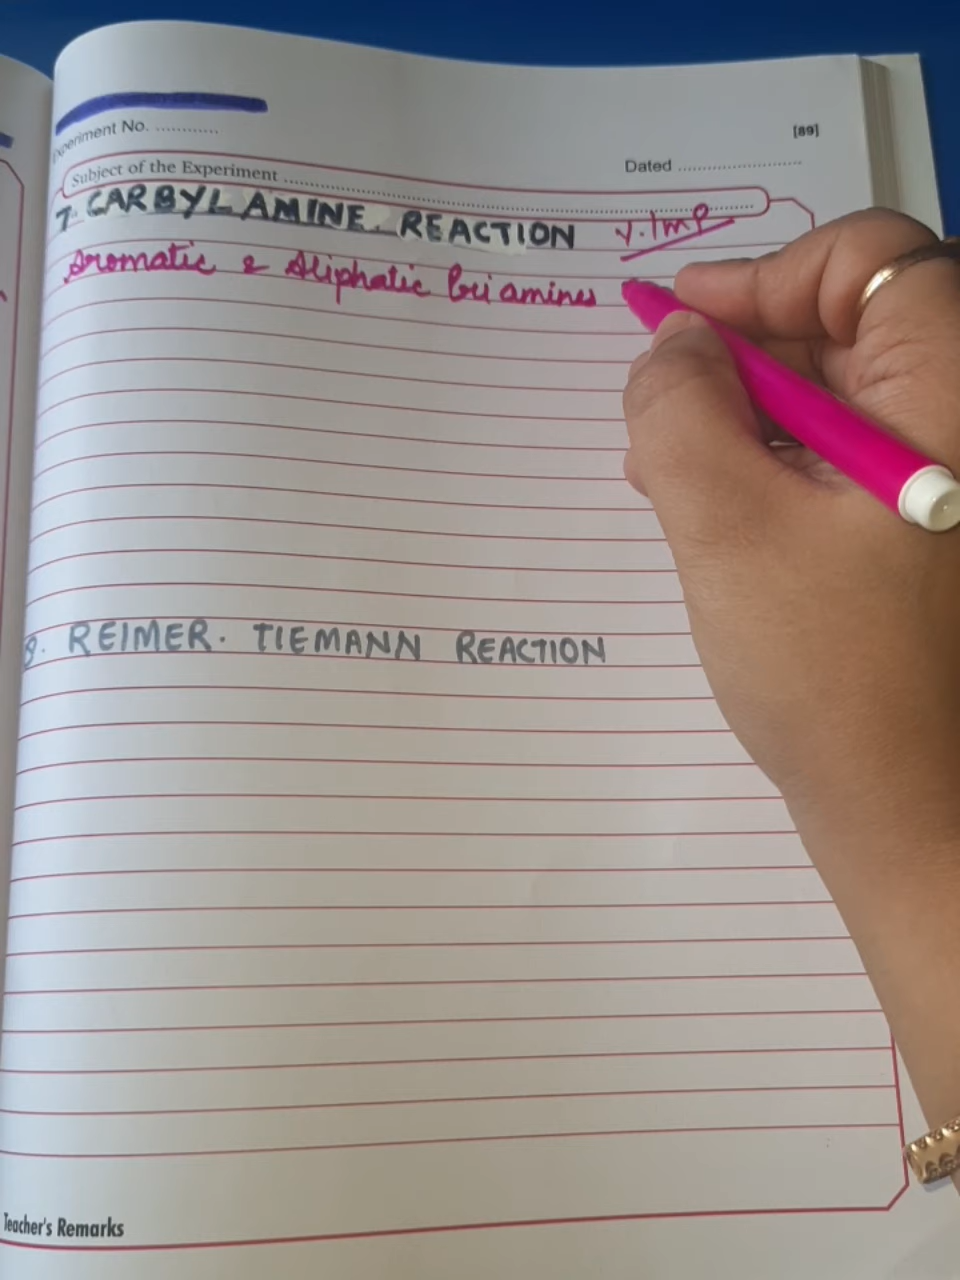 Experiment No. ............
[89]
Dated ........................
Subject of the Experiment ........................
7. CARBYLAMINE REACTION V. Imp
Aromatic & Aliphatic pri amines
8. REIMER. TIEMANN REACTION
Teacher's Remarks